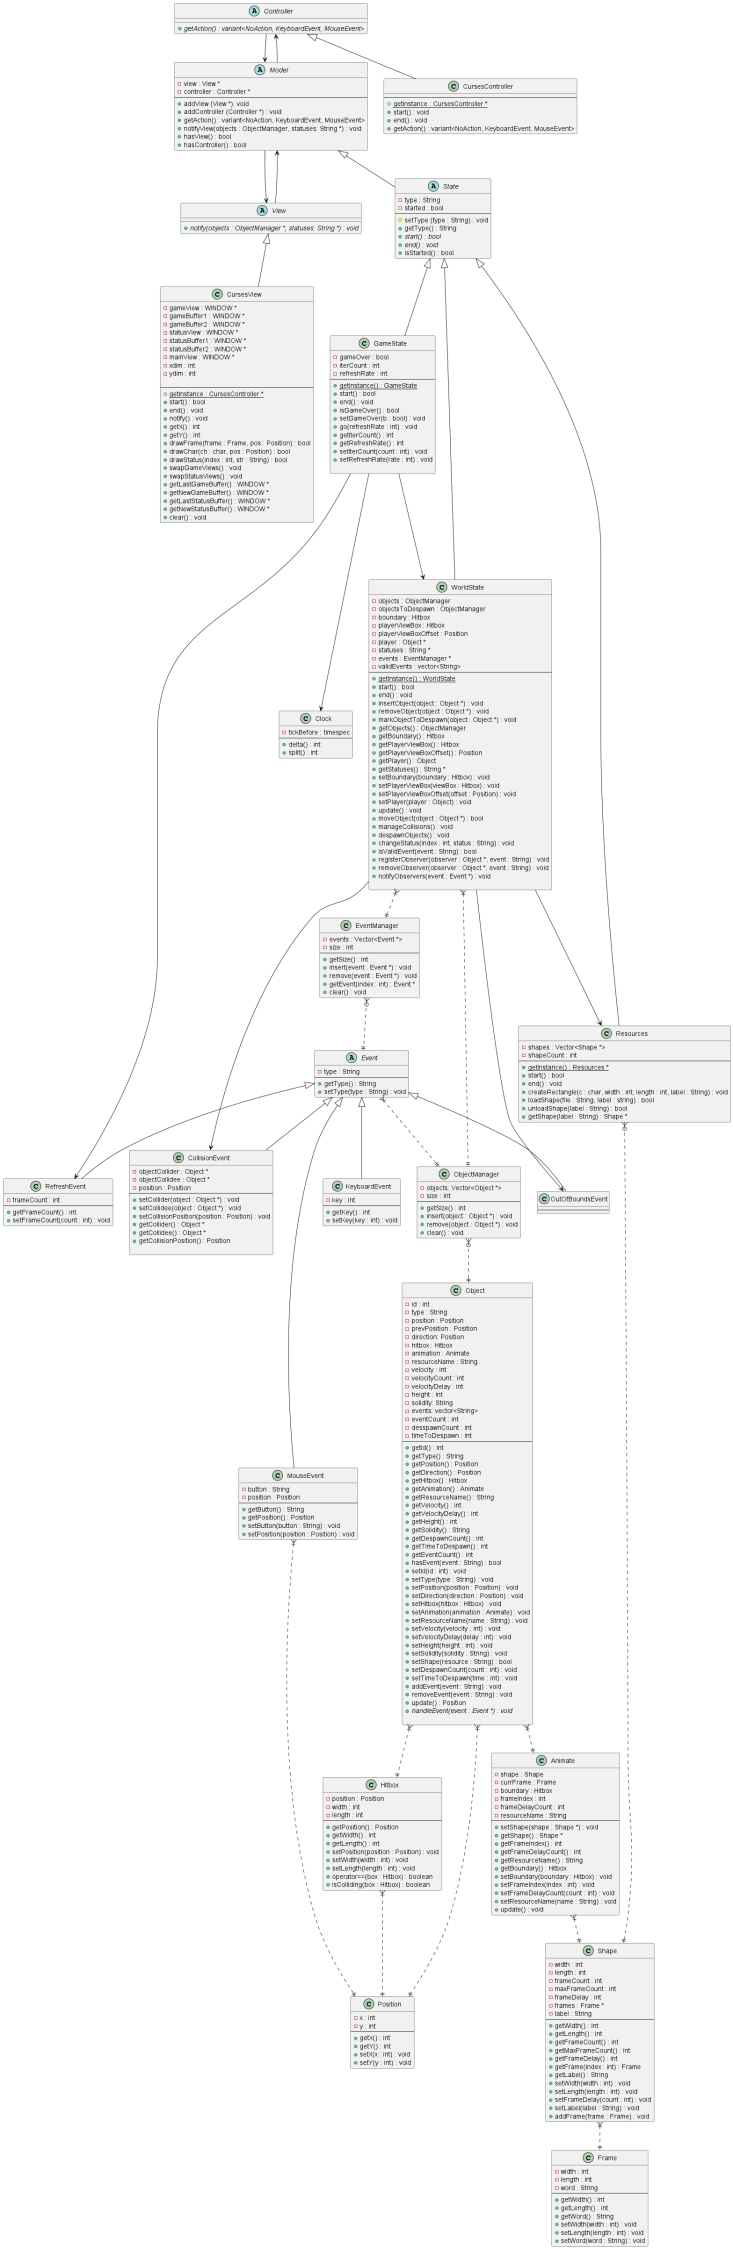 A Controller
getAction() : variant<NoAction, KeyboardEvent, MouseEvent>
A Model
view : View *
controller : Controller *
addView (View *): void
addController (Controller *) : void
getAction() : variant<NoAction, KeyboardEvent, MouseEvent>
notifyView(objects : ObjectManager, statuses: String *) : void
hasView() : bool
hasController() : bool
C CursesController
getInstance : CursesController *
start() : void
end() : void
getAction() : variant<NoAction, KeyboardEvent, MouseEvent>
A View
notify(objects : ObjectManager *, statuses: String *) : void
A State
type : String
started : bool
setType (type : String) : void
getType() : String
start() : bool
end() : void
isStarted() : bool
C CursesView
gameView : WINDOW *
gameBuffer1 : WINDOW *
gameBuffer2 : WINDOW *
statusView : WINDOW *
statusBuffer1 : WINDOW *
statusBuffer2 : WINDOW *
mainView : WINDOW *
xdim : int
ydim : int
getInstance : CursesController *
start() : bool
end() : void
notify() : void
getX() : int
getY() : int
drawFrame(frame : Frame, pos : Position) : bool
drawChar(ch : char, pos : Position) : bool
drawStatus(index : int, str : String) : bool
swapGameViews() : void
swapStatusViews() : void
getLastGameBuffer() : WINDOW *
getNewGameBuffer() : WINDOW *
getLastStatusBuffer() : WINDOW *
getNewStatusBuffer() : WINDOW *
clear() : void
C GameState
gameOver : bool
iterCount : int
refreshRate : int
getInstance() : GameState
start() : bool
end() : void
isGameOver() : bool
setGameOver(b : bool) : void
go(refreshRate : int) : void
getIterCount() : int
getRefreshRate() : int
setIterCount(count : int) : void
setRefreshRate(rate : int) : void
C WorldState
objects : ObjectManager
objectsToDespawn : ObjectManager
boundary : Hitbox
playerViewBox : Hitbox
playerViewBoxOffset : Position
player : Object *
statuses : String *
events : EventManager *
validEvents : vector<String>
getInstance() : WorldState
start() : bool
end() : void
insertObject(object : Object *) : void
removeObject(object : Object *) : void
markObjectToDespawn(object : Object *) : void
getObjects() : ObjectManager
getBoundary() : Hitbox
getPlayerViewBox() : Hitbox
getPlayerViewBoxOffset() : Position
getPlayer() : Object
getStatuses() : String *
setBoundary(boundary : Hitbox) : void
setPlayerViewBox(viewBox : Hitbox) : void
setPlayerViewBoxOffset(offset : Position) : void
setPlayer(player : Object) : void
update() : void
moveObject(object : Object *) : bool
manageCollisions() : void
despawnObjects() : void
changeStatus(index : int, status : String) : void
isValidEvent(event : String) : bool
registerObserver(observer : Object *, event : String) : void
removeObserver(observer : Object *, event : String) : void
notifyObservers(event : Event *) : void
C Clock
tickBefore : timespec
delta() : int
split() : int
C EventManager
events : Vector<Event *>
size : int
getSize() : int
insert(event : Event *) : void
remove(event : Event *) : void
getEvent(index : int) : Event *
clear() : void
C Resources
shapes : Vector<Shape *>
shapeCount : int
getInstance() : Resources *
start() : bool
end() : void
createRectangle(c : char, width : int, length : int, label : String) : void
loadShape(file : String, label : string) : bool
unloadShape(label : String) : bool
getShape(label : String) : Shape *
A Event
type : String
getType() : String
setType(type : String) : void
C RefreshEvent
frameCount : int
getFrameCount() : int
setFrameCount(count : int) : void
C CollisionEvent
objectCollider : Object *
objectCollidee : Object *
position : Position
setCollider(object : Object *) : void
setCollidee(object : Object *) : void
setCollisionPosition(position : Position) : void
getCollider() : Object *
getCollidee() : Object *
getCollisionPosition() : Position
C KeyboardEvent
key : int
getKey() : int
setKey(key : int) : void
C ObjectManager
objects: Vector<Object *>
size : int
getSize() : int
insert(object : Object *) : void
remove(object : Object *) : void
clear() : void
C OutOfBoundsEvent
C Object
id : int
type : String
position : Position
prevPosition : Position
direction: Position
hitbox : Hitbox
animation : Animate
resourceName : String
velocity : int
velocityCount : int
velocityDelay : int
height : int
solidity: String
events: vector<String>
eventCount : int
desspawnCount : int
timeToDespawn : int
getId() : int
getType() : String
getPosition() : Position
getDirection() : Position
getHitbox() : Hitbox
getAnimation() : Animate
getResourceName() : String
getVelocity() : int
getVelocityDelay() : int
getHeight() : int
getSolidity() : String
getDespawnCount() : int
getTimeToDespawn() : int
getEventCount() : int
hasEvent(event : String) : bool
setId(id : int) : void
setType(type : String) : void
setPosition(position : Position) : void
setDirection(direction : Position) : void
setHitbox(hitbox : Hitbox) : void
setAnimation(animation : Animate) : void
setResourceName(name : String) : void
setVelocity(velocity : int) : void
setVelocityDelay(delay : int) : void
setHeight(height : int) : void
setSolidity(solidity : String) : void
setShape(resource : String) : bool
setDespawnCount(count : int) : void
setTimeToDespawn(time : int) : void
addEvent(event : String) : void
removeEvent(event : String) : void
update() : Position
handleEvent(event : Event *) : void
C MouseEvent
button : String
position : Position
getButton() : String
getPosition() : Position
setButton(button : String) : void
setPosition(position : Position) : void
C Hitbox
position : Position
width : int
length : int
getPosition() : Position
getWidth() : int
getLength() : int
setPosition(position : Position) : void
setWidth(width : int) : void
setLength(length : int) : void
operator==(box : Hitbox) : boolean
isColliding(box : Hitbox) : boolean
C Animate
shape : Shape
currFrame : Frame
boundary : Hitbox
frameIndex : int
frameDelayCount : int
resourceName : String
setShape(shape : Shape *) : void
getShape() : Shape *
getFrameIndex() : int
getFrameDelayCount() : int
getResourceName() : String
getBoundary() : Hitbox
setBoundary(boundary : Hitbox) : void
setFrameIndex(index : int) : void
setFrameDelayCount(count : int) : void
setResourceName(name : String) : void
update() : void
C Position
x : int
y : int
getX() : int
getY() : int
setX(x : int) : void
setY(y : int) : void
C Shape
width : int
length : int
frameCount : int
maxFrameCount : int
frameDelay : int
frames : Frame *
label : String
getWidth() : int
getLength() : int
getFrameCount() : int
getMaxFrameCount() : int
getFrameDelay() : int
getFrame(index : int) : Frame
getLabel() : String
setWidth(width : int) : void
setLength(length : int) : void
setFrameDelay(count : int) : void
setLabel(label : String) : void
addFrame(frame : Frame) : void
C Frame
width : int
length : int
word : String
getWidth() : int
getLength() : int
getWord() : String
setWidth(width : int) : void
setLength(length : int) : void
setWord(word : String) : void